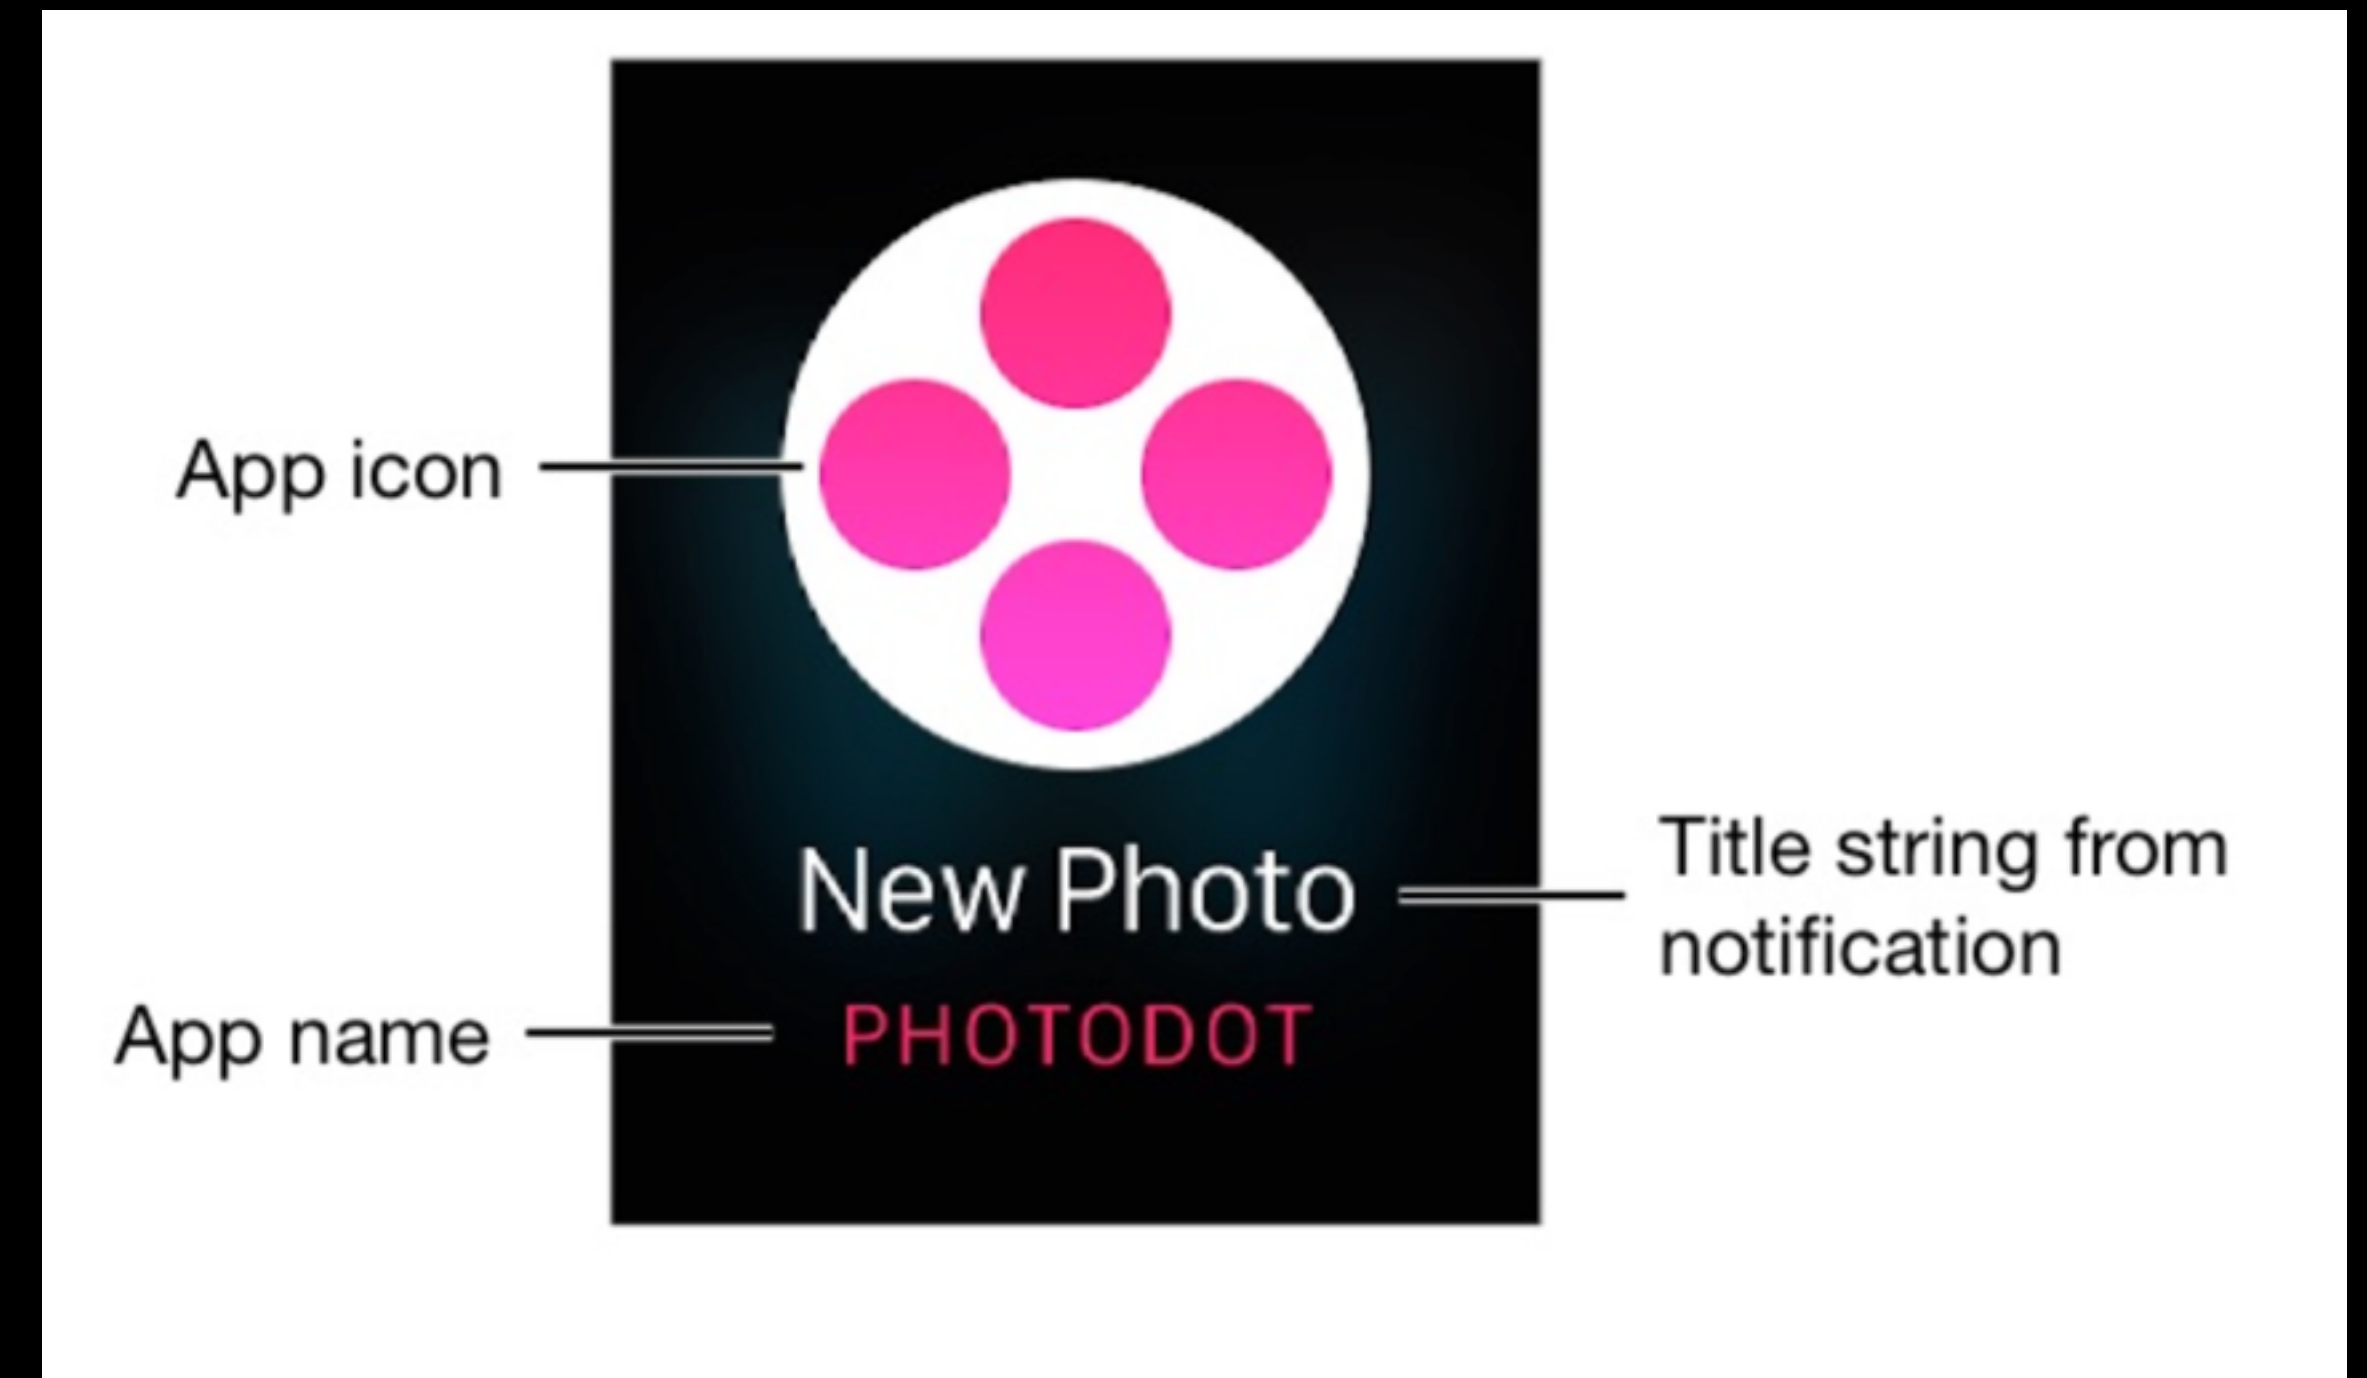 App icon
New Photo
Title string from
notification
App name
PHOTODOT